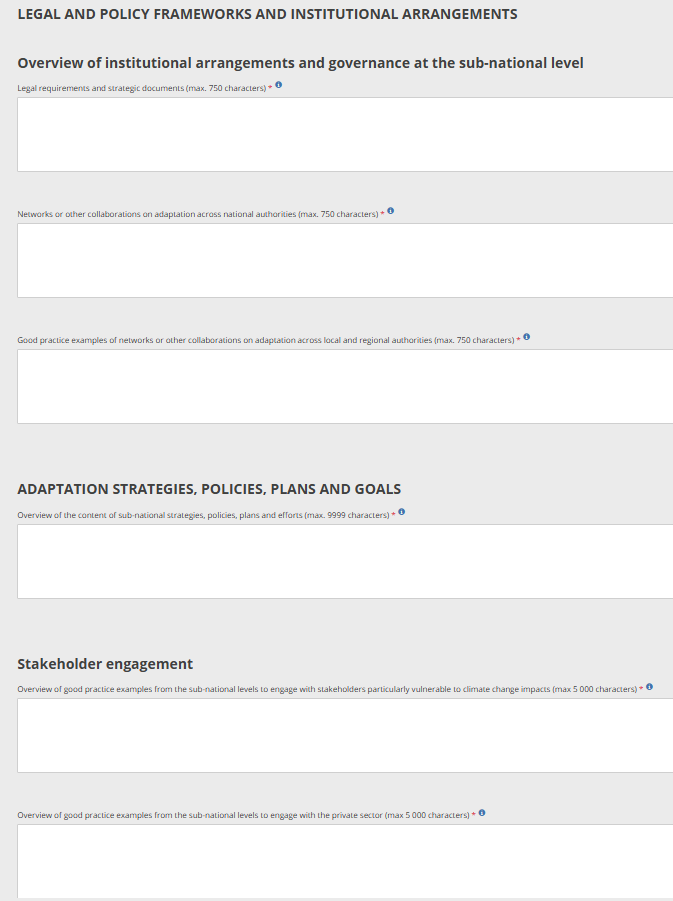 LEGAL AND POLICY FRAMEWORKS AND INSTITUTIONAL ARRANGEMENTS
Overview of institutional arrangements and governance at the sub-national level
Legal requirements and strategic documents (max. 750 characters) *
Networks or other collaborations on adaptation across national authorities (max. 750 characters) *
Good practice examples of networks or other collaborations on adaptation across local and regional authorities (max. 750 characters) *
ADAPTATION STRATEGIES, POLICIES, PLANS AND GOALS
Overview of the content of sub-national strategies, policies, plans and efforts (max. 9999 characters) *
Stakeholder engagement
Overview of good practice examples from the sub-national levels to engage with stakeholders particularly vulnerable to climate change impacts (max 5 000 characters) *
Overview of good practice examples from the sub-national levels to engage with the private sector (max 5 000 characters) *